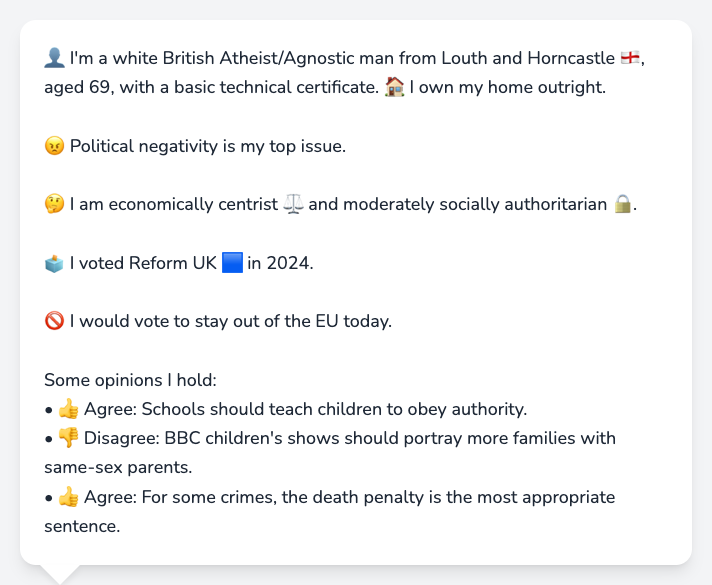 👤 I'm a white British Atheist/Agnostic man from Louth and Horncastle 🏴󠁧󠁢󠁥󠁮󠁧󠁿,
aged 69, with a basic technical certificate. 🏠 I own my home outright.
😠 Political negativity is my top issue.
🤔 I am economically centrist ⚖️ and moderately socially authoritarian 🔒.
🗳️ I voted Reform UK 🟦 in 2024.
🚫 I would vote to stay out of the EU today.
Some opinions I hold:
• 👍 Agree: Schools should teach children to obey authority.
• 👎 Disagree: BBC children's shows should portray more families with
same-sex parents.
• 👍 Agree: For some crimes, the death penalty is the most appropriate
sentence.